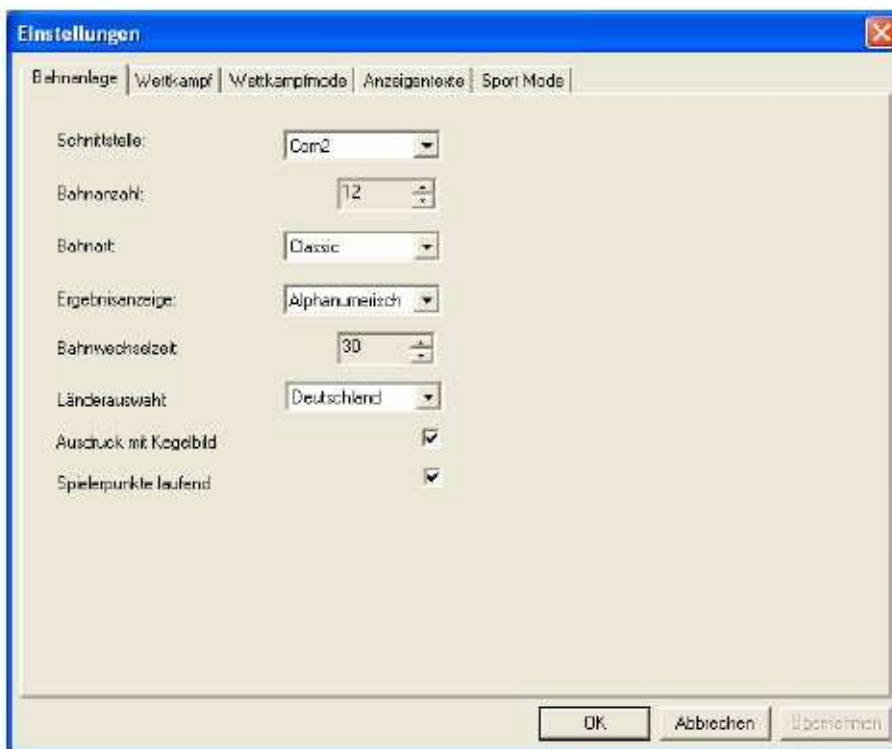 Einstellungen
Bahnanlage Wettkampf Wettkampfmode Anzeigentexte Sport Mode
Schnittstelle: Com2
Bahnanzahl: 12
Bahnart: Classic
Ergebnisanzeige: Alphanumerisch
Bahnwechselzeit 30
Länderauswahl Deutschland
Ausdruck mit Kegelbild
Spielerpunkte laufend
OK Abbrechen Übernehmen